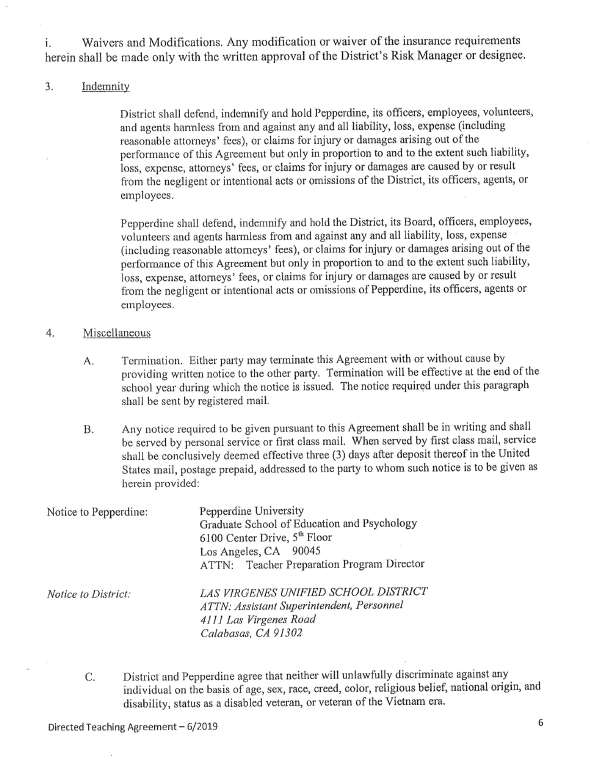 i. Waivers and Modifications. Any modification or waiver of the insurance requirements
herein shall be made only with the written approval of the District's Risk Manager or designee.
3. Indemnity
District shall defend, indemnify and hold Pepperdine, its officers, employees, volunteers,
and agents harmless from and against any and all liability, loss, expense (including
reasonable attorneys' fees), or claims for injury or damages arising out of the
performance of this Agreement but only in proportion to and to the extent such liability,
loss, expense, attorneys' fees, or claims for injury or damages are caused by or result
from the negligent or intentional acts or omissions of the District, its officers, agents, or
employees.
Pepperdine shall defend, indemnify and hold the District, its Board, officers, employees,
volunteers and agents harmless from and against any and all liability, loss, expense
(including reasonable attorneys' fees), or claims for injury or damages arising out of the
performance of this Agreement but only in proportion to and to the extent such liability,
loss, expense, attorneys' fees, or claims for injury or damages are caused by or result
from the negligent or intentional acts or omissions of Pepperdine, its officers, agents or
employees.
4. Miscellaneous
A. Termination. Either party may terminate this Agreement with or without cause by
providing written notice to the other party. Termination will be effective at the end of the
school year during which the notice is issued. The notice required under this paragraph
shall be sent by registered mail.
B. Any notice required to be given pursuant to this Agreement shall be in writing and shall
be served by personal service or first class mail. When served by first class mail, service
shall be conclusively deemed effective three (3) days after deposit thereof in the United
States mail, postage prepaid, addressed to the party to whom such notice is to be given as
herein provided:
Notice to Pepperdine: Pepperdine University
Graduate School of Education and Psychology
6100 Center Drive, 5th Floor
Los Angeles, CA 90045
ATTN: Teacher Preparation Program Director
Notice to District: LAS VIRGENES UNIFIED SCHOOL DISTRICT
ATTN: Assistant Superintendent, Personnel
4111 Las Virgenes Road
Calabasas, CA 91302
C. District and Pepperdine agree that neither will unlawfully discriminate against any
individual on the basis of age, sex, race, creed, color, religious belief, national origin, and
disability, status as a disabled veteran, or veteran of the Vietnam era.
Directed Teaching Agreement – 6/2019 6